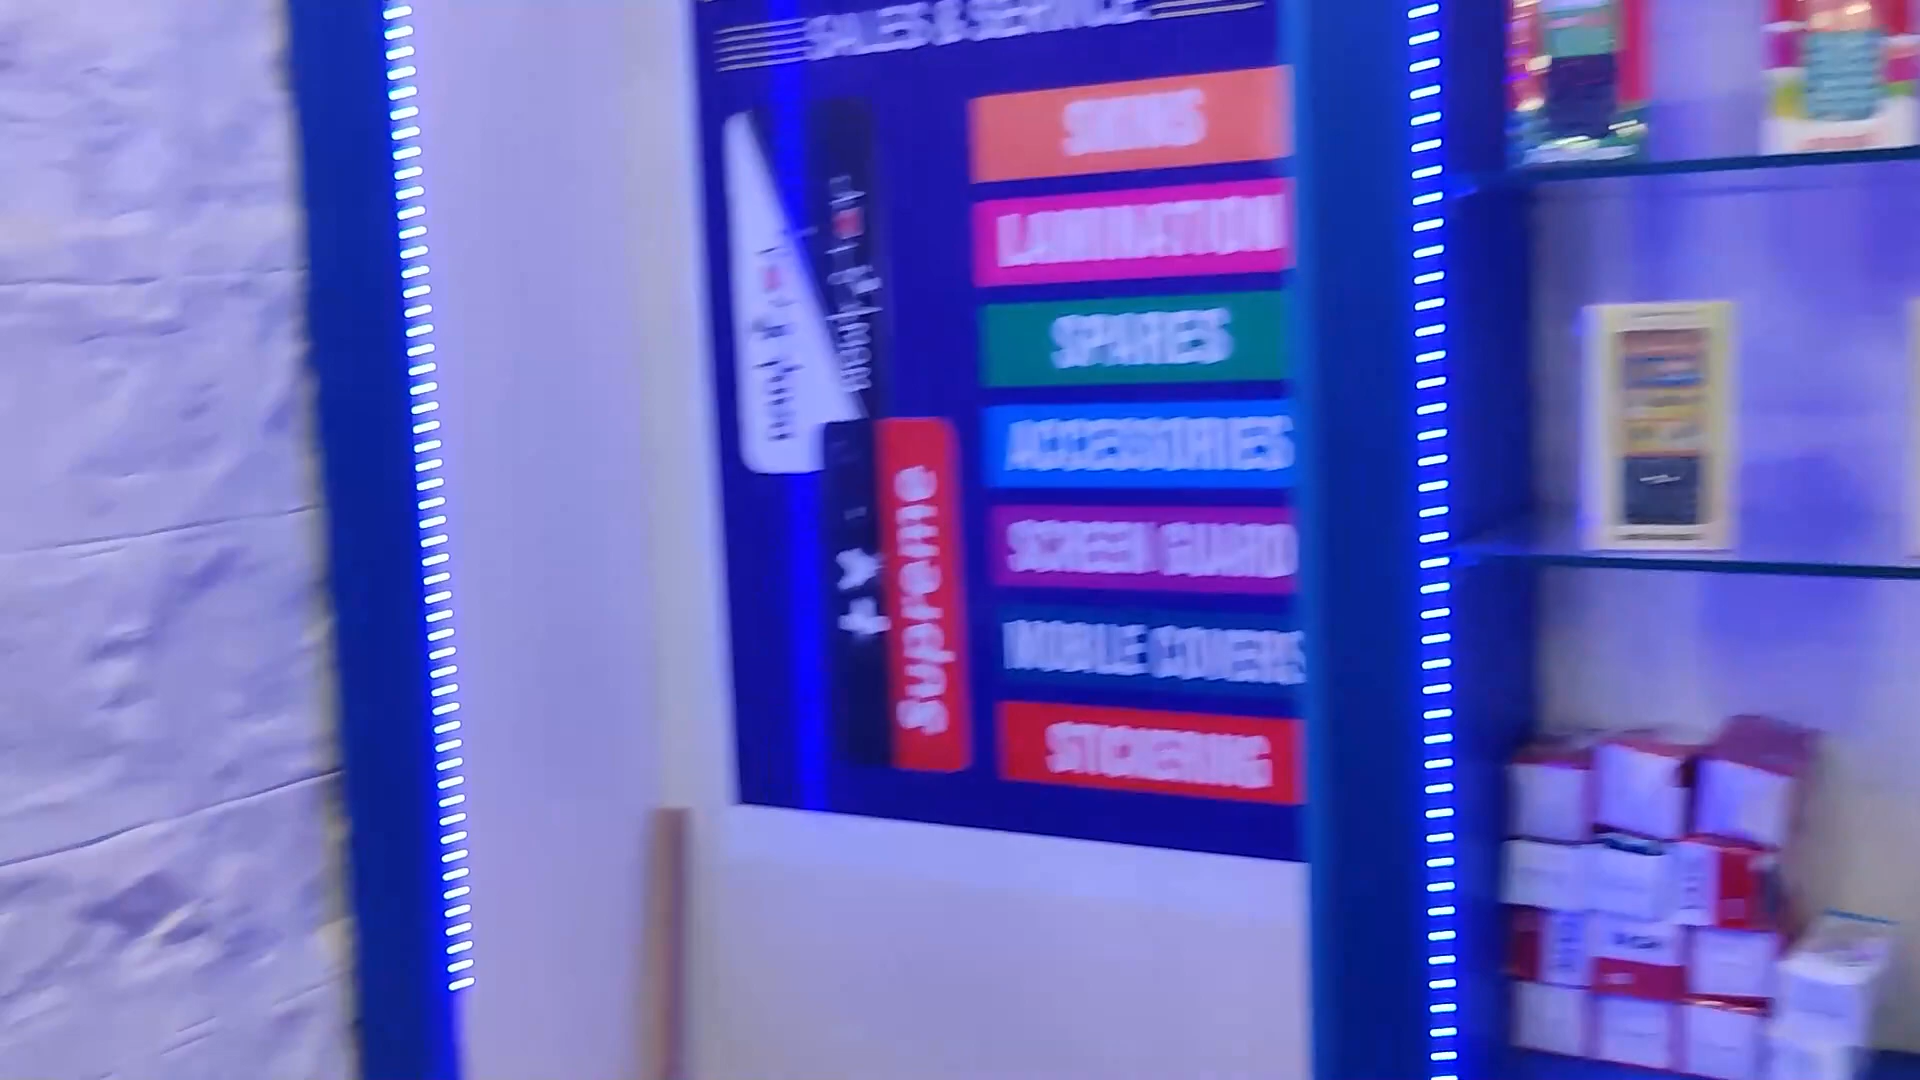 SALES & SERVICE
SKINS
LAMINATION
SPARES
ACCESSORIES
SCREEN GUARD
MOBILE COVERS
STICKERING
Supreme